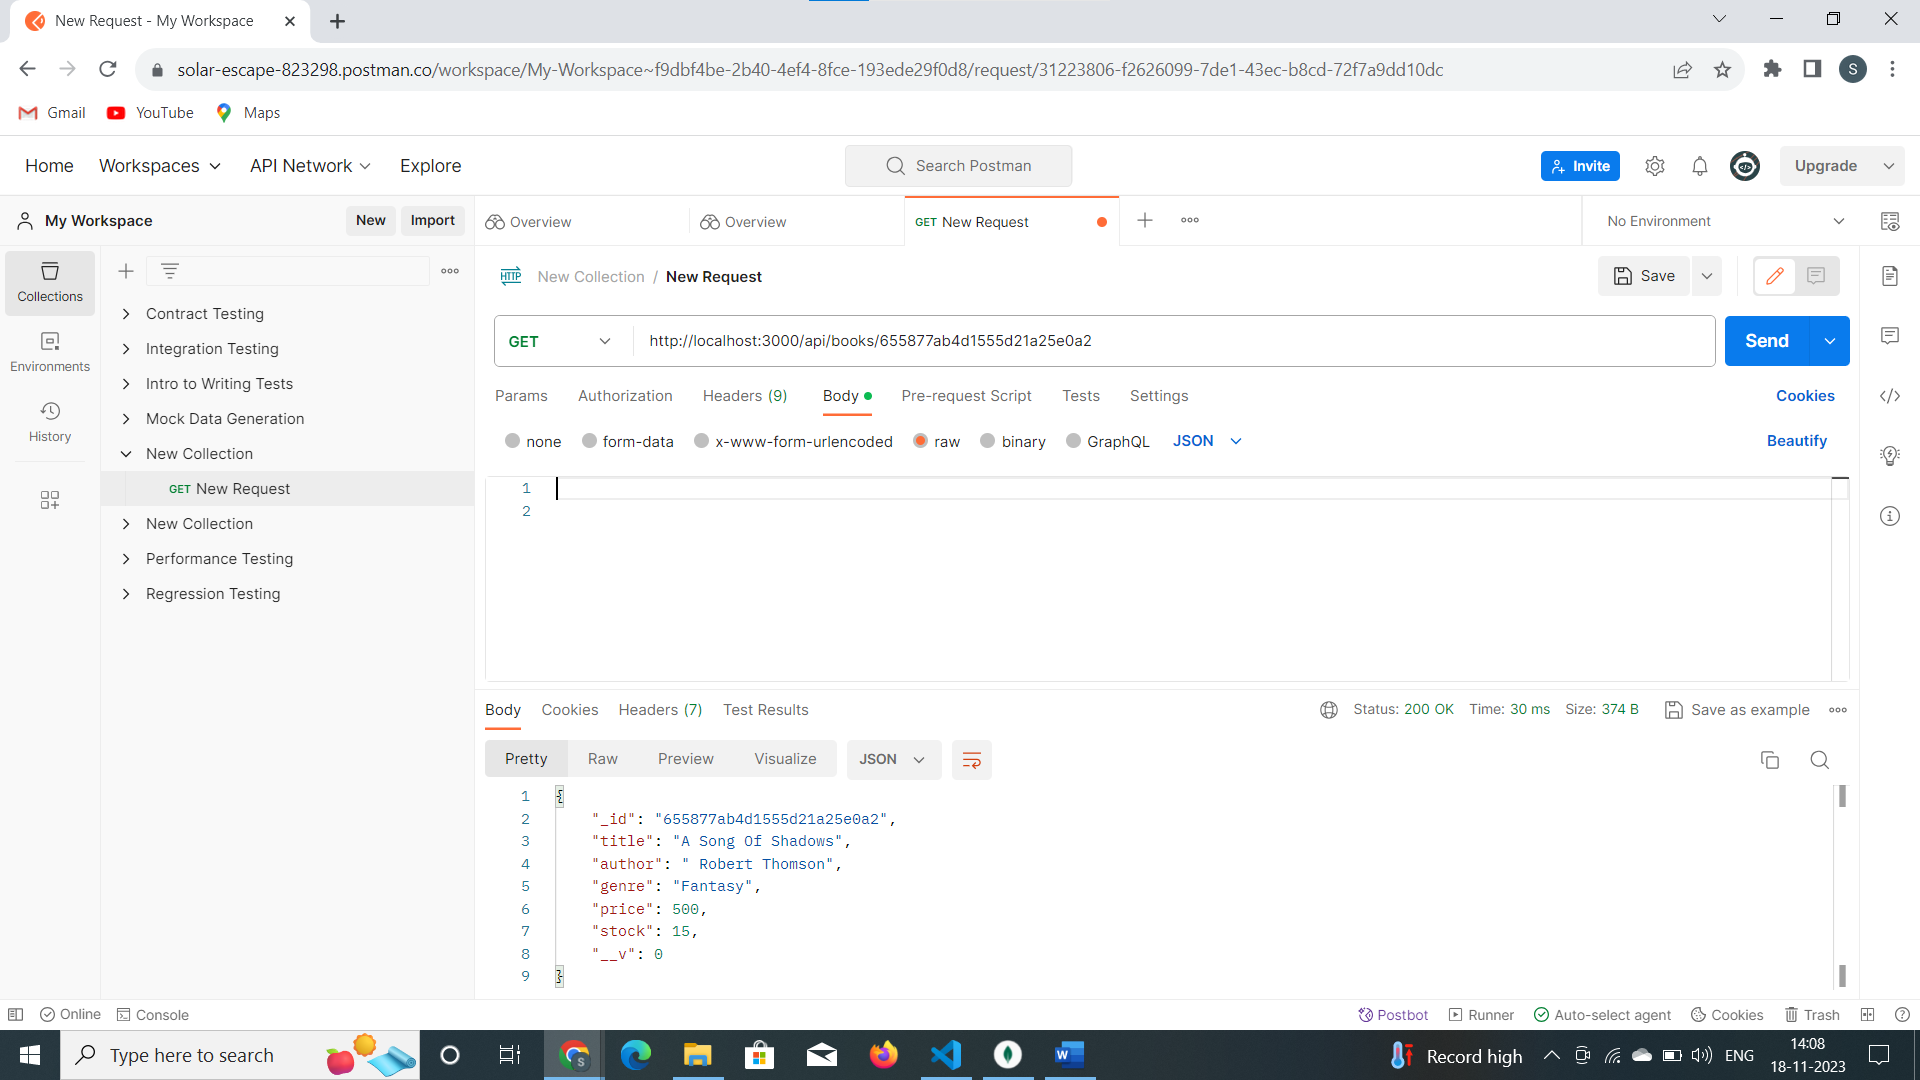 New Request - My Workspace
solar-escape-823298.postman.co/workspace/My-Workspace~f9dbf4be-2b40-4ef4-8fce-193ede29f0d8/request/31223806-f2626099-7de1-43ec-b8cd-72f7a9dd10dc
S
Gmail YouTube Maps
Home Workspaces API Network Explore Search Postman Invite Upgrade
My Workspace New Import Overview Overview GET New Request No Environment
Collections
Environments
History
Contract Testing
Integration Testing
Intro to Writing Tests
Mock Data Generation
New Collection
GET New Request
New Collection
Performance Testing
Regression Testing
HTTP New Collection / New Request Save
GET http://localhost:3000/api/books/655877ab4d1555d21a25e0a2 Send
Params Authorization Headers (9) Body Pre-request Script Tests Settings Cookies
none form-data x-www-form-urlencoded raw binary GraphQL JSON Beautify
1
2
Body Cookies Headers (7) Test Results Status: 200 OK Time: 30 ms Size: 374 B Save as example
Pretty Raw Preview Visualize JSON
1 {
2 "_id": "655877ab4d1555d21a25e0a2",
3 "title": "A Song Of Shadows",
4 "author": " Robert Thomson",
5 "genre": "Fantasy",
6 "price": 500,
7 "stock": 15,
8 "__v": 0
9 }
Online Console Postbot Runner Auto-select agent Cookies Trash
Type here to search S W Record high ENG 14:08
18-11-2023